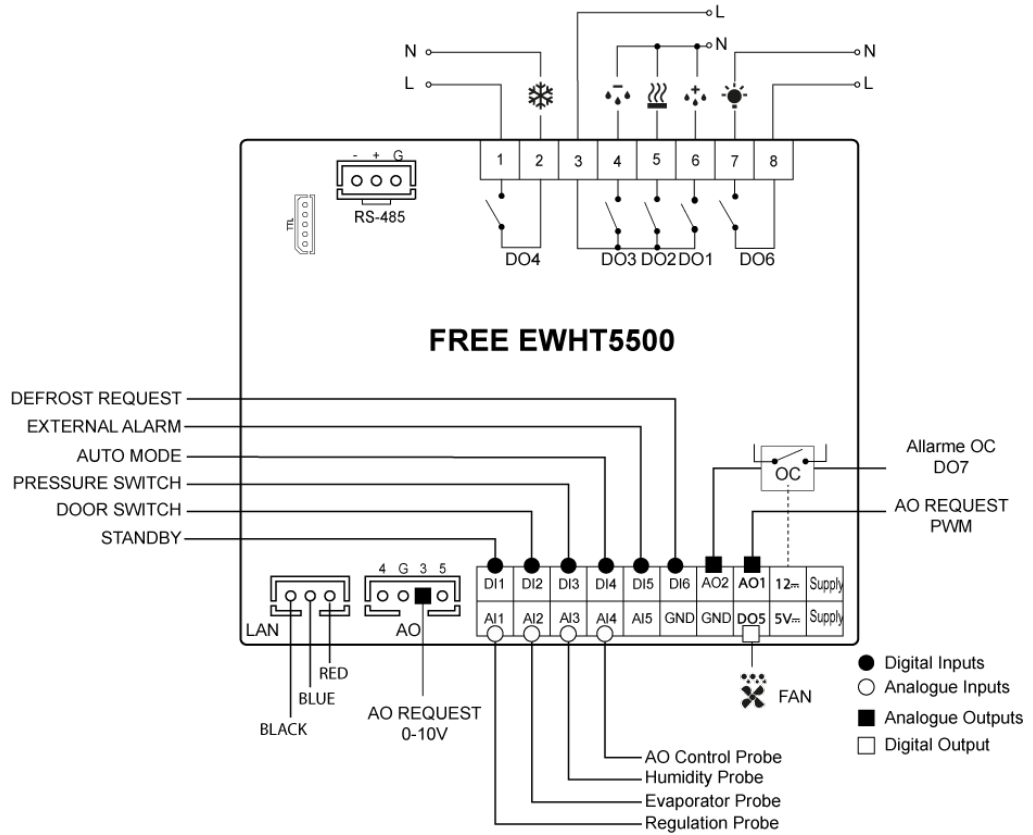 L
N
N
N
L
L
1 2 3 4 5 6 7 8
- + G
RS-485
TTL
DO4 DO3 DO2 DO1 DO6
FREE EWHT5500
DEFROST REQUEST
EXTERNAL ALARM
AUTO MODE
PRESSURE SWITCH
DOOR SWITCH
STANDBY
Allarme OC
DO7
OC
AO REQUEST
PWM
4 G 3 5
DI1 DI2 DI3 DI4 DI5 DI6 AO2 AO1 12⎓ Supply
AI1 AI2 AI3 AI4 AI5 GND GND DO5 5V⎓ Supply
LAN
AO
RED
BLUE
BLACK
AO REQUEST
0-10V
FAN
Digital Inputs
Analogue Inputs
Analogue Outputs
Digital Output
AO Control Probe
Humidity Probe
Evaporator Probe
Regulation Probe